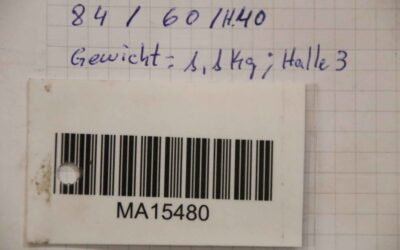 84 / 60 / H40
Gewicht = 1,1 Kg ; Halle 3
MA15480